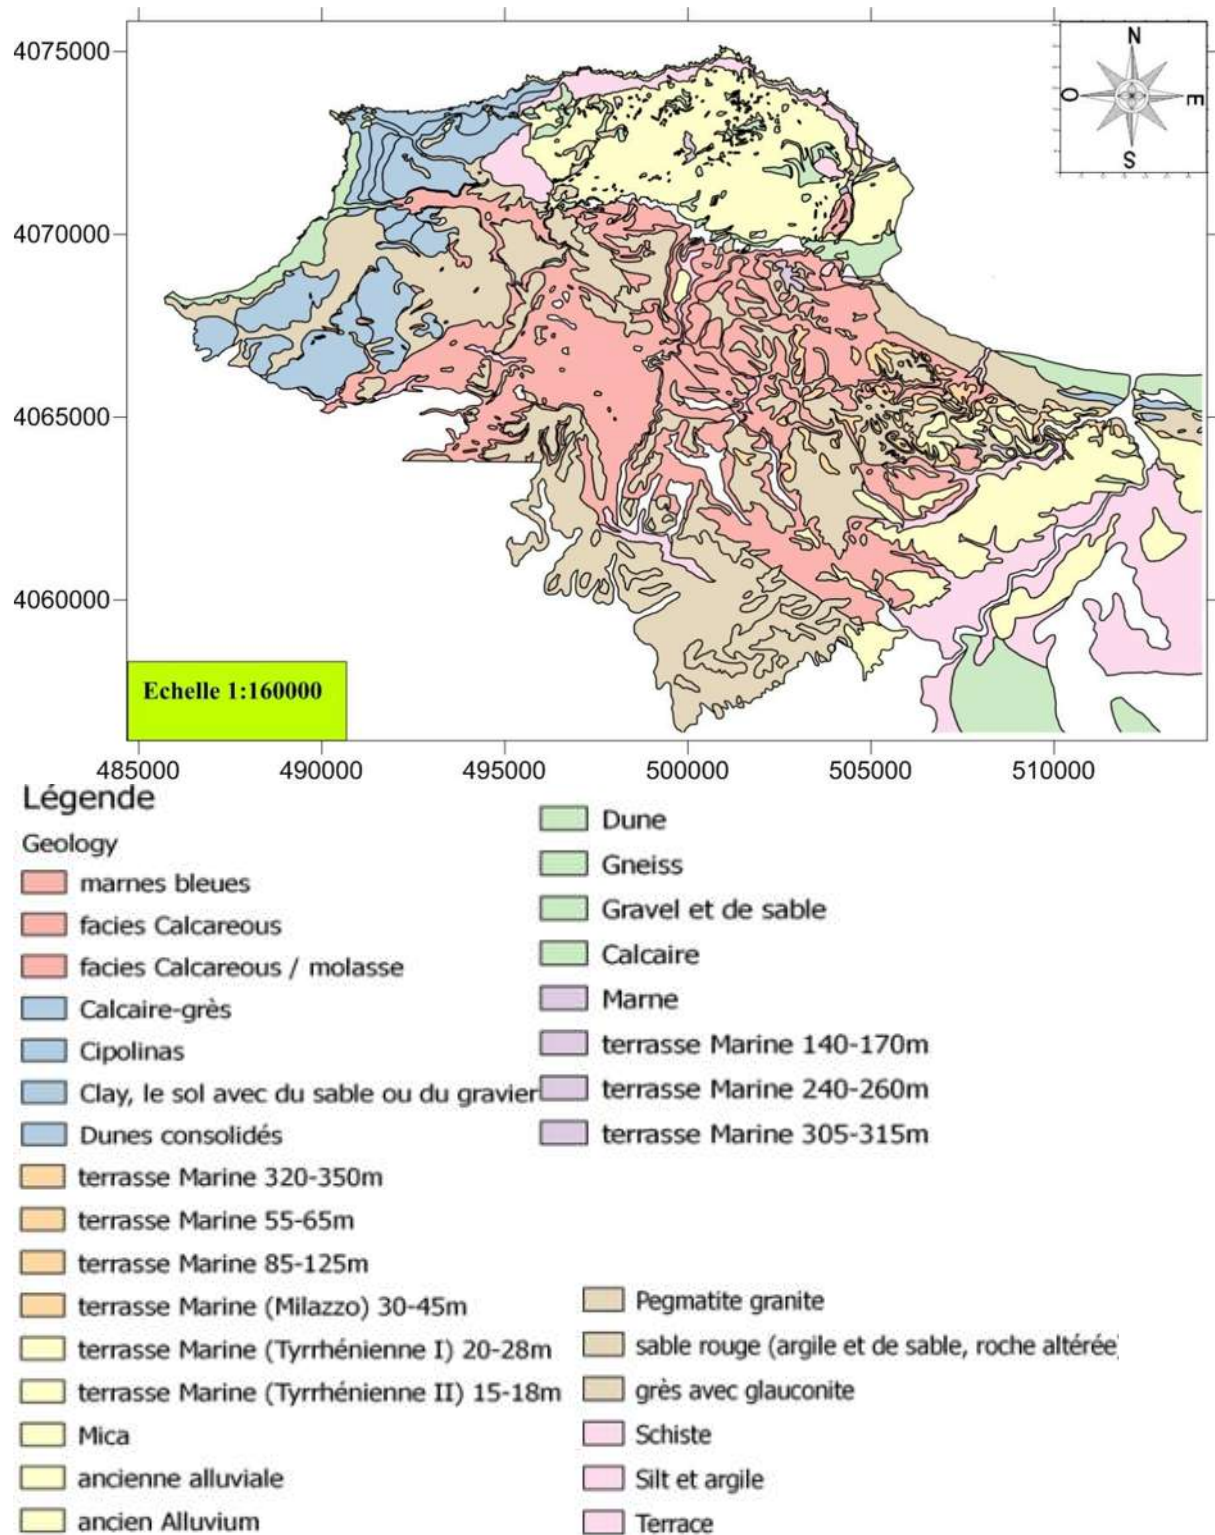 4075000
4070000
4065000
4060000
N
O E
S
Echelle 1:160000
485000 490000 495000 500000 505000 510000
Légende
Geology
marnes bleues
facies Calcareous
facies Calcareous / molasse
Calcaire-grès
Cipolinas
Clay, le sol avec du sable ou du gravier
Dunes consolidés
terrasse Marine 320-350m
terrasse Marine 55-65m
terrasse Marine 85-125m
terrasse Marine (Milazzo) 30-45m
terrasse Marine (Tyrrhénienne I) 20-28m
terrasse Marine (Tyrrhénienne II) 15-18m
Mica
ancienne alluviale
ancien Alluvium
Dune
Gneiss
Gravel et de sable
Calcaire
Marne
terrasse Marine 140-170m
terrasse Marine 240-260m
terrasse Marine 305-315m
Pegmatite granite
sable rouge (argile et de sable, roche altérée
grès avec glauconite
Schiste
Silt et argile
Terrace